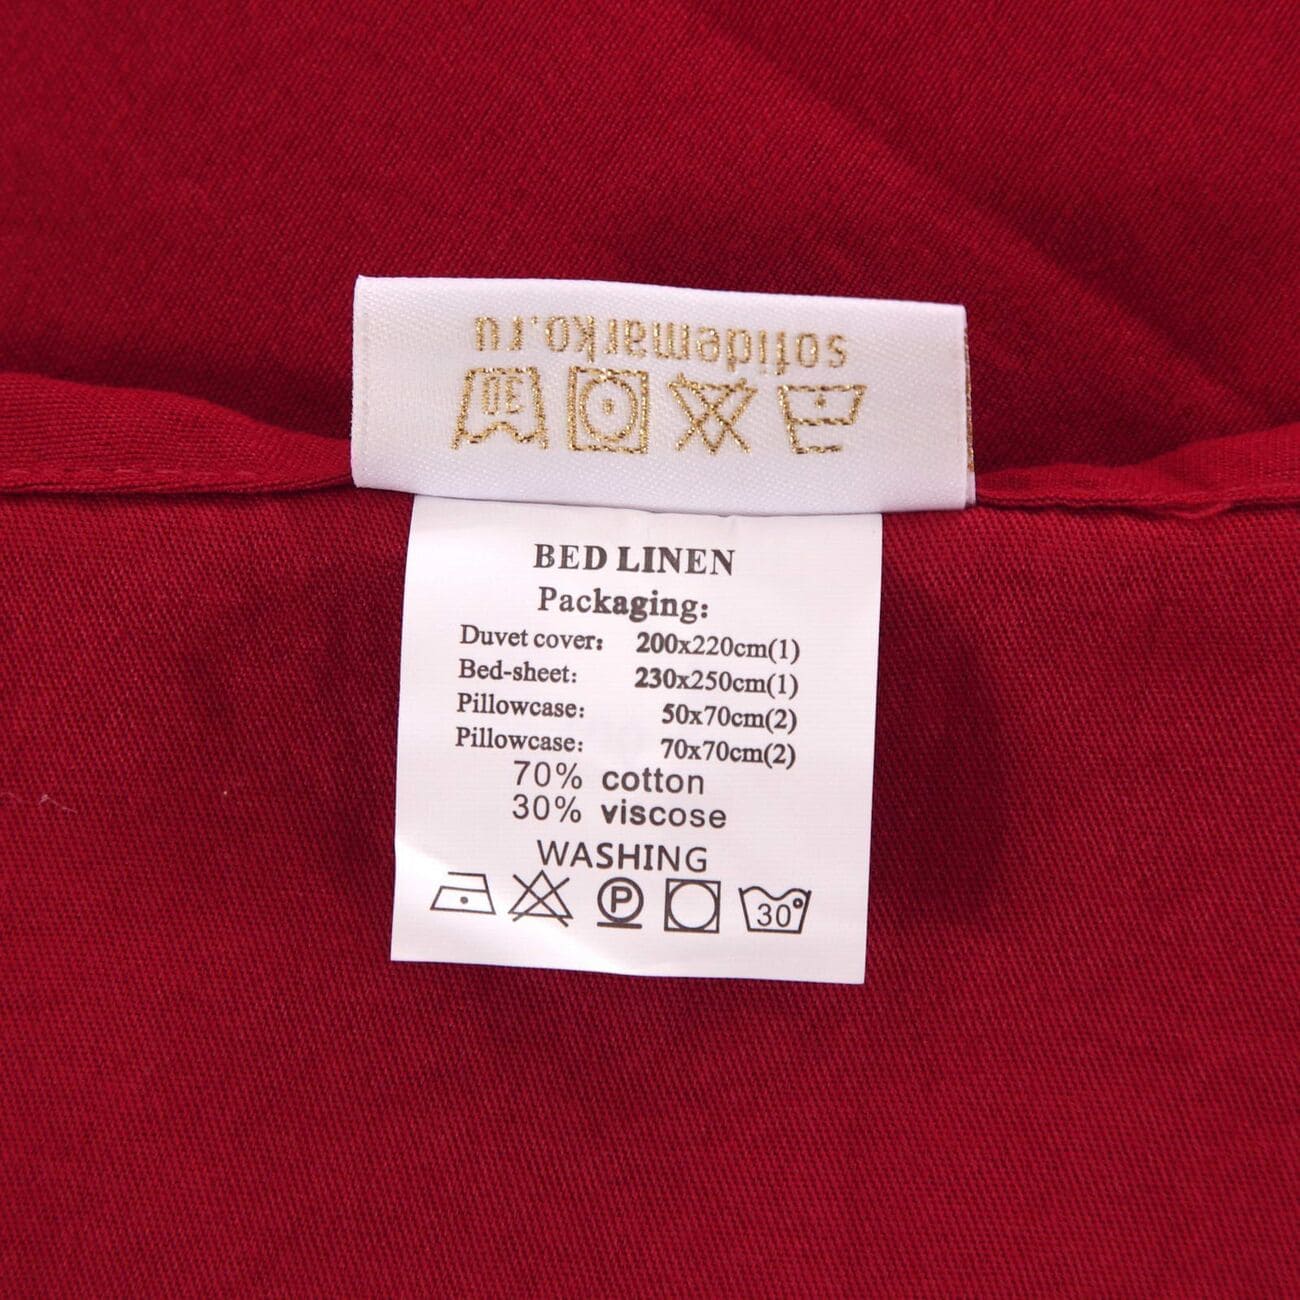 sofidemarko.ru
30
BED LINEN
Packaging:
Duvet cover: 200x220cm(1)
Bed-sheet: 230x250cm(1)
Pillowcase: 50x70cm(2)
Pillowcase: 70x70cm(2)
70% cotton
30% viscose
WASHING
P 30°